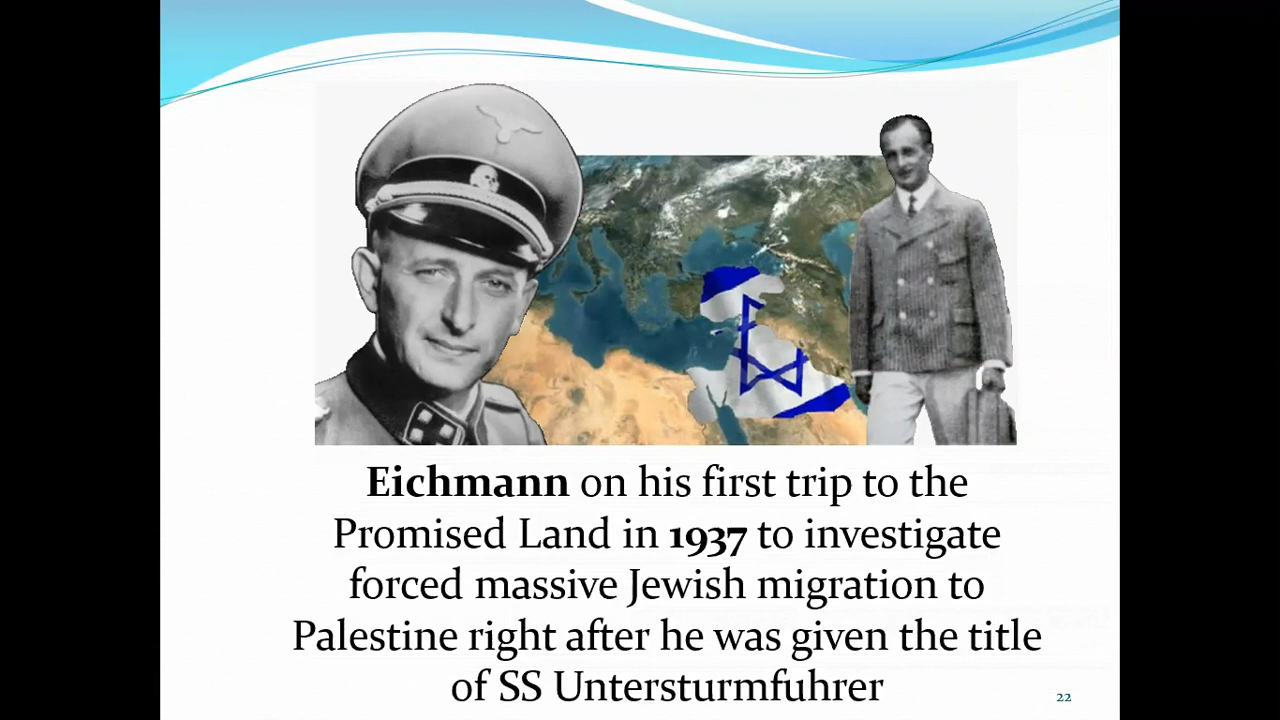 Eichmann on his first trip to the
Promised Land in 1937 to investigate
forced massive Jewish migration to
Palestine right after he was given the title
of SS Untersturmfuhrer
22